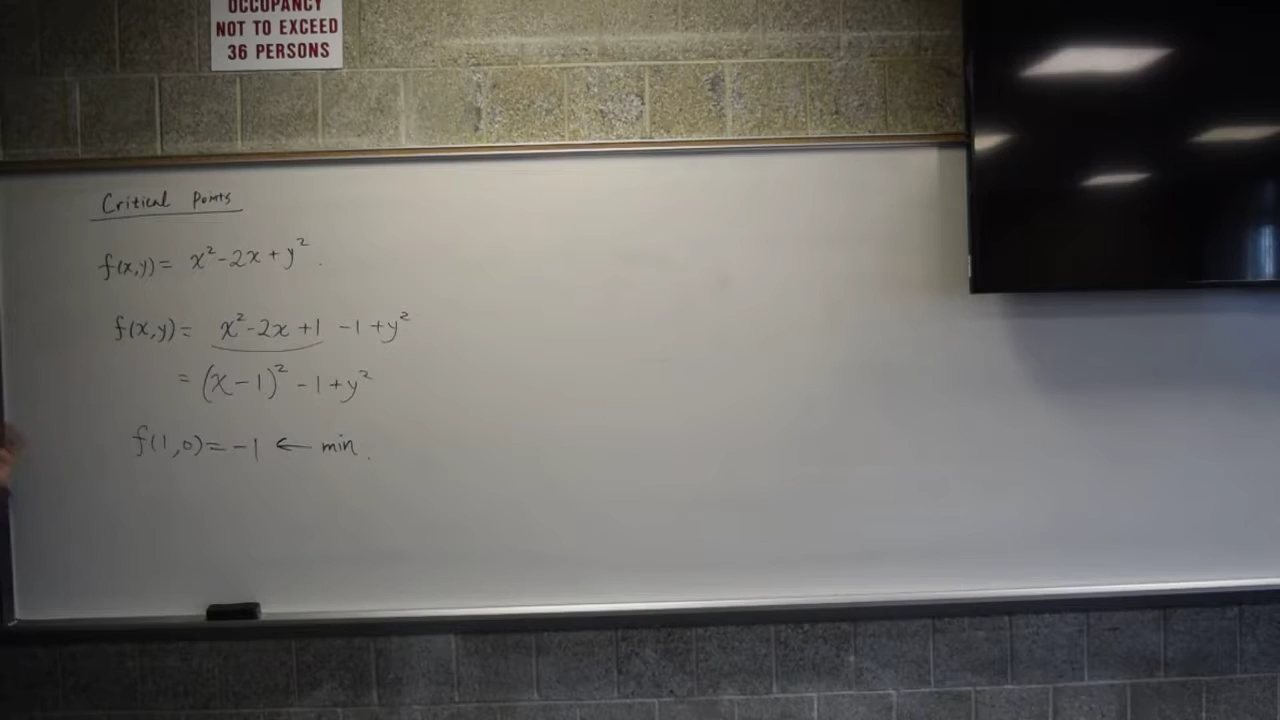 OCCUPANCY
NOT TO EXCEED
36 PERSONS
Critical Points
f(x,y) = x² - 2x + y².
f(x,y) = x² - 2x + 1 - 1 + y²
= (x - 1)² - 1 + y²
f(1,0) = -1 ← min.